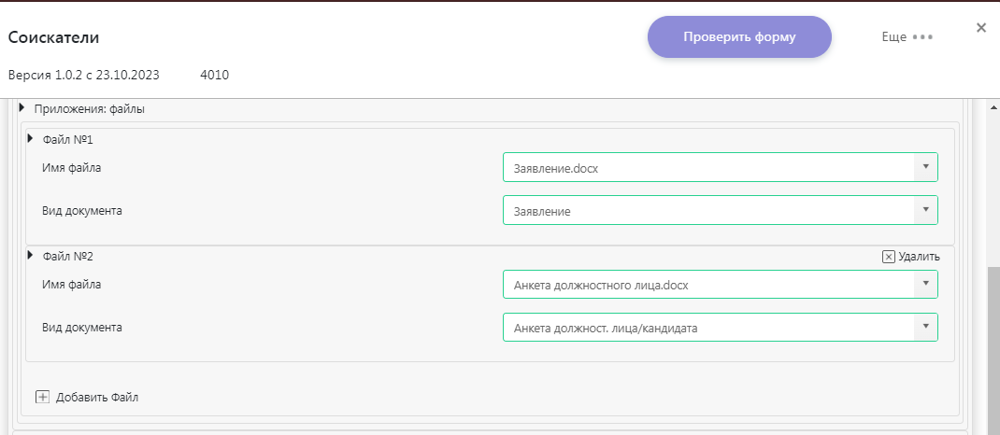 Соискатели
Проверить форму
Еще
Версия 1.0.2 с 23.10.2023
4010
Приложения: файлы
Файл №1
Имя файла
Заявление.docx
Вид документа
Заявление
Файл №2
Удалить
Имя файла
Анкета должностного лица.docx
Вид документа
Анкета должност. лица/кандидата
Добавить Файл